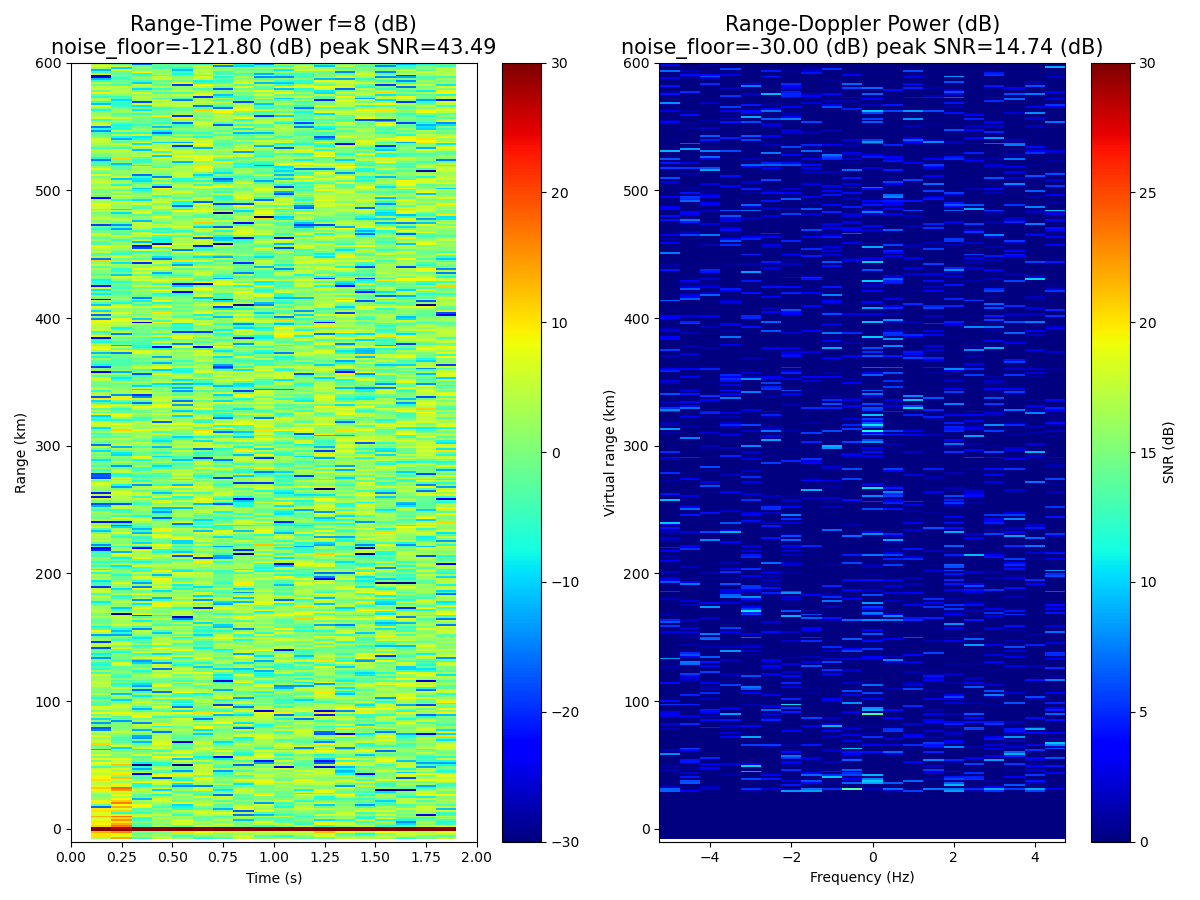 Range-Time Power f=8 (dB)
noise_floor=-121.80 (dB) peak SNR=43.49
600
500
400
300
200
100
0
Range (km)
0.00 0.25 0.50 0.75 1.00 1.25 1.50 1.75 2.00
Time (s)
30
20
10
0
−10
−20
−30
Range-Doppler Power (dB)
noise_floor=-30.00 (dB) peak SNR=14.74 (dB)
600
500
400
300
200
100
0
Virtual range (km)
−4 −2 0 2 4
Frequency (Hz)
30
25
20
15
10
5
0
SNR (dB)